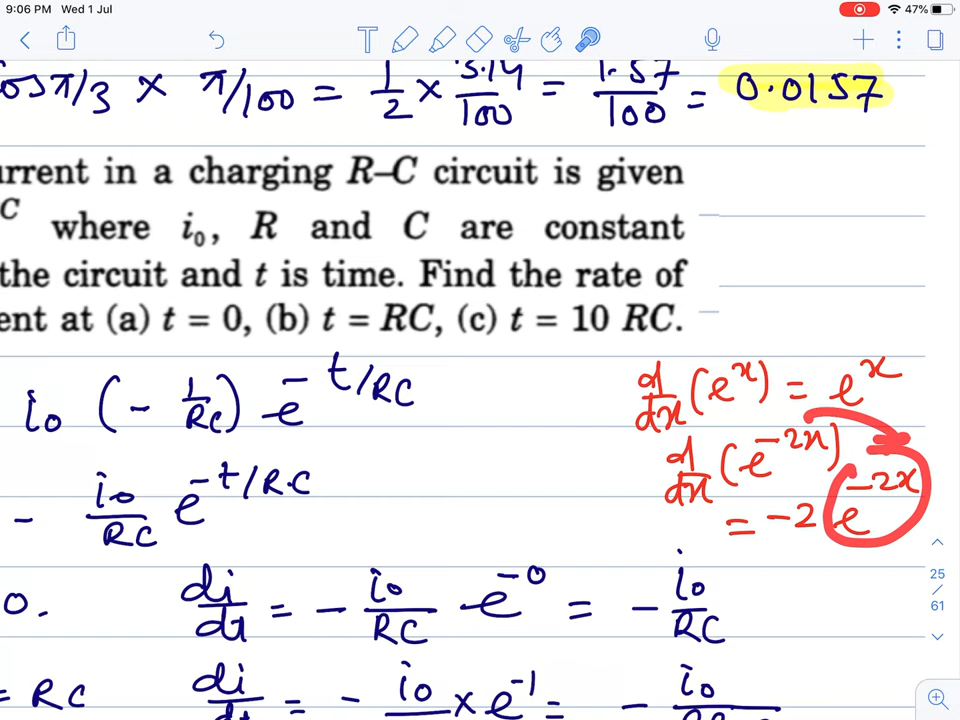 9:06 PM Wed 1 Jul 47%
cos π/3 × π/100 = 1/2 × 3.14/100 = 1.57/100 = 0.0157
urrent in a charging R–C circuit is given
C where i₀, R and C are constant
the circuit and t is time. Find the rate of
ent at (a) t = 0, (b) t = RC, (c) t = 10 RC.
i₀ (- 1/RC) e^-t/RC
- i₀/RC e^-t/RC
d/dx (e^x) = e^x
d/dx (e^-2x)
= -2 e^-2x
0. di/dt = - i₀/RC e^-0 = - i₀/RC
= RC di/dt = - i₀ × e^-1 = - i₀
25
/
61